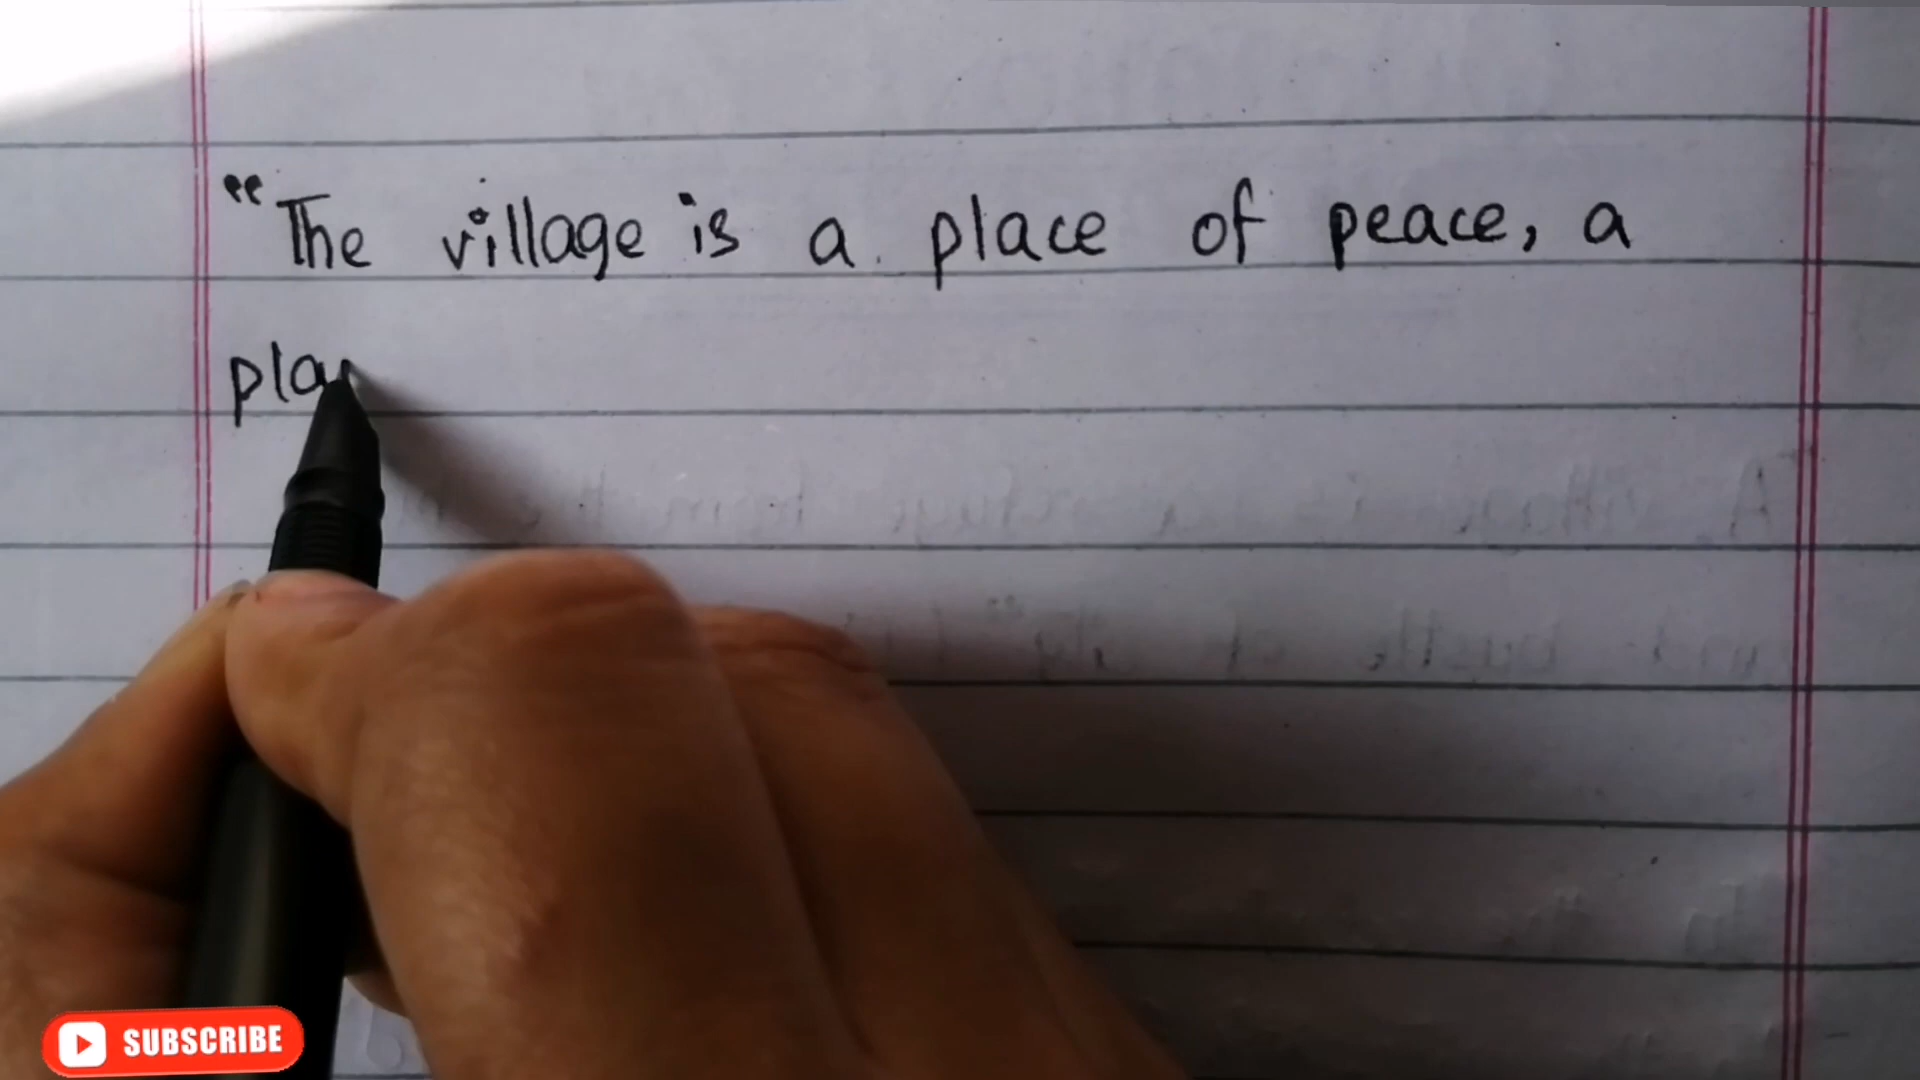 “The village is a place of peace, a
pla
SUBSCRIBE